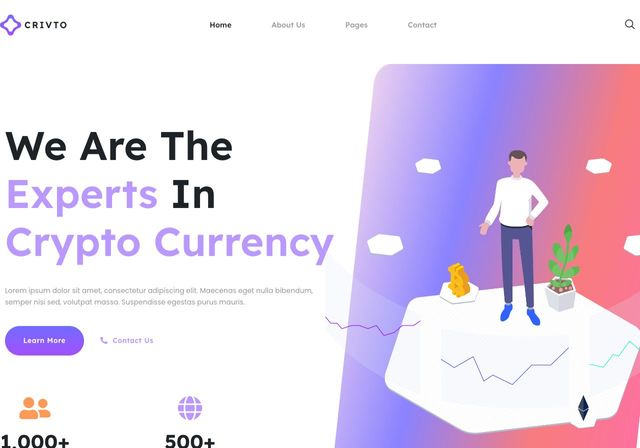 CRIVTO
Home
About Us
Pages
Contact
We Are The
Experts In
Crypto Currency
Lorem ipsum dolor sit amet, consectetur adipiscing elit. Maecenas eget nulla bibendum,
semper nisi sed, volutpat massa. Suspendisse egestas purus mauris.
Learn More
Contact Us
1,000+
500+